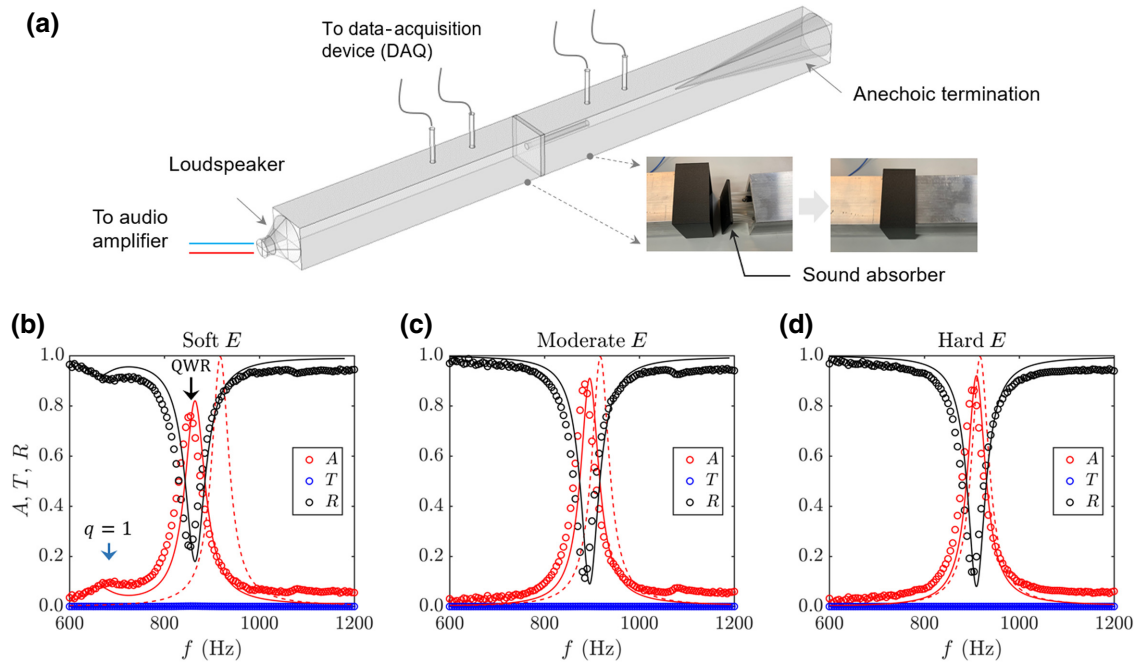 (a)
To data-acquisition
device (DAQ)
Anechoic termination
Loudspeaker
To audio
amplifier
Sound absorber
(b)
(c)
(d)
Soft E
Moderate E
Hard E
A, T, R
1.0
0.8
0.6
0.4
0.2
0.0
QWR
q = 1
A
T
R
600
800
1000
1200
f (Hz)
1.0
0.8
0.6
0.4
0.2
0.0
A
T
R
600
800
1000
1200
f (Hz)
1.0
0.8
0.6
0.4
0.2
0.0
A
T
R
600
800
1000
1200
f (Hz)